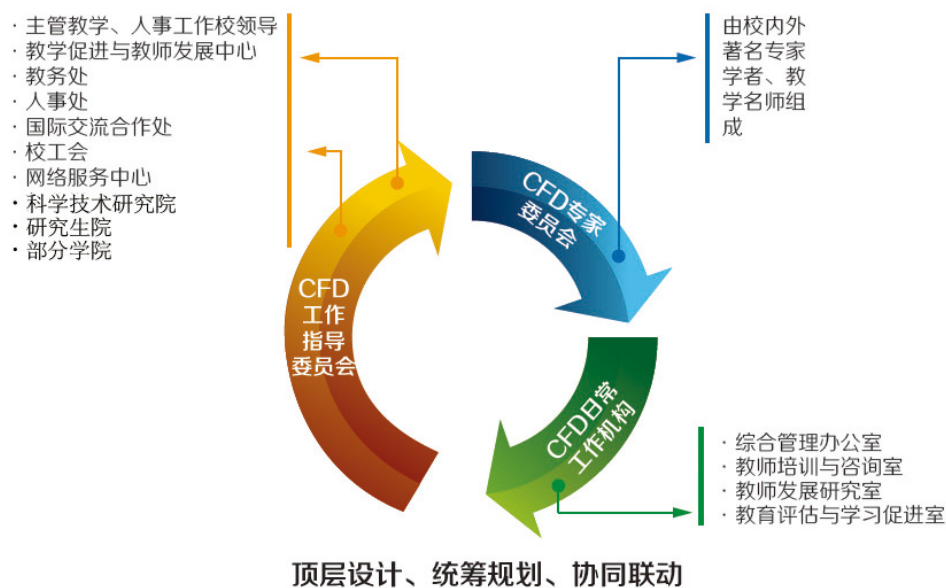 · 主管教学、人事工作校领导
· 教学促进与教师发展中心
· 教务处
· 人事处
· 国际交流合作处
· 校工会
· 网络服务中心
• 科学技术研究院
• 研究生院
• 部分学院
由校内外
著名专家
学者、教
学名师组
成
CFD专家
委员会
CFD
工作
指导
委员会
CFD日常
工作机构
· 综合管理办公室
· 教师培训与咨询室
· 教师发展研究室
· 教育评估与学习促进室
顶层设计、统筹规划、协同联动